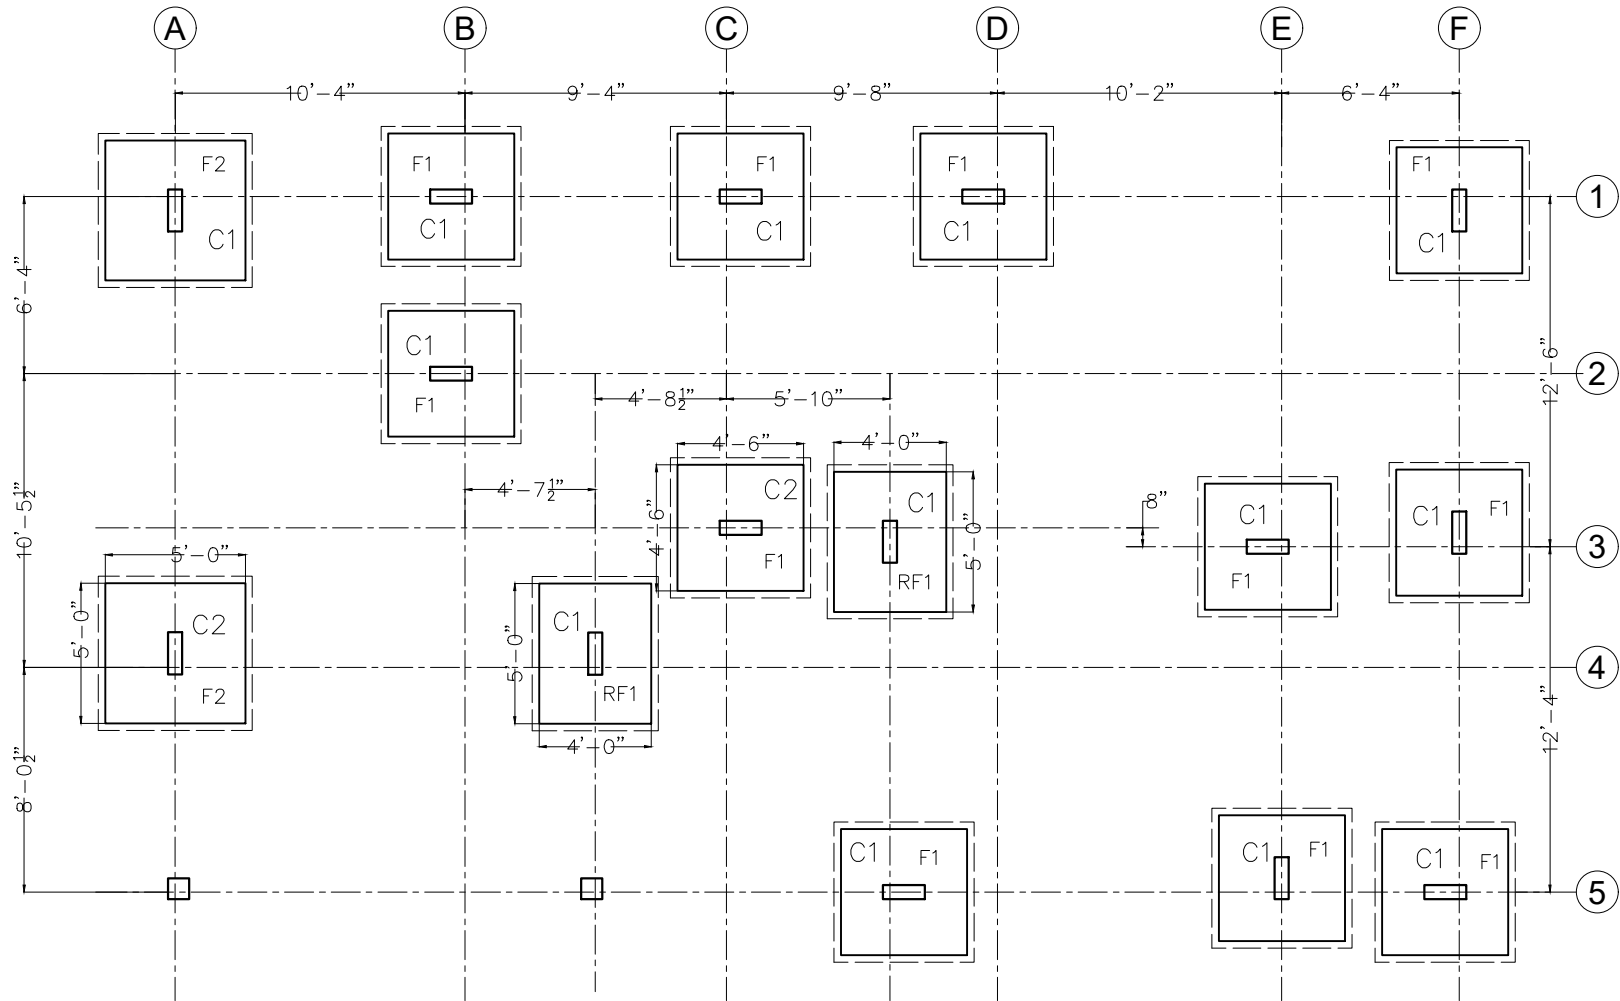 A B C D E F
10'-4" 9'-4" 9'-8" 10'-2" 6'-4"
F2 F1 F1 F1 F1
1
C1 C1 C1 C1 C1
6'-4"
12'-6"
C1
F1
2
4'-8½" 5'-10"
4'-6" 4'-0"
10'-5½"
4'-7½"
C2 C1 8"
4'-6" 5'-0"
C1 C1 F1
F1 RF1 F1
3
5'-0"
5'-0" C2 5'-0" C1
F2 RF1
4
4'-0"
12'-4"
8'-0½"
C1 F1 C1 F1 C1 F1
5